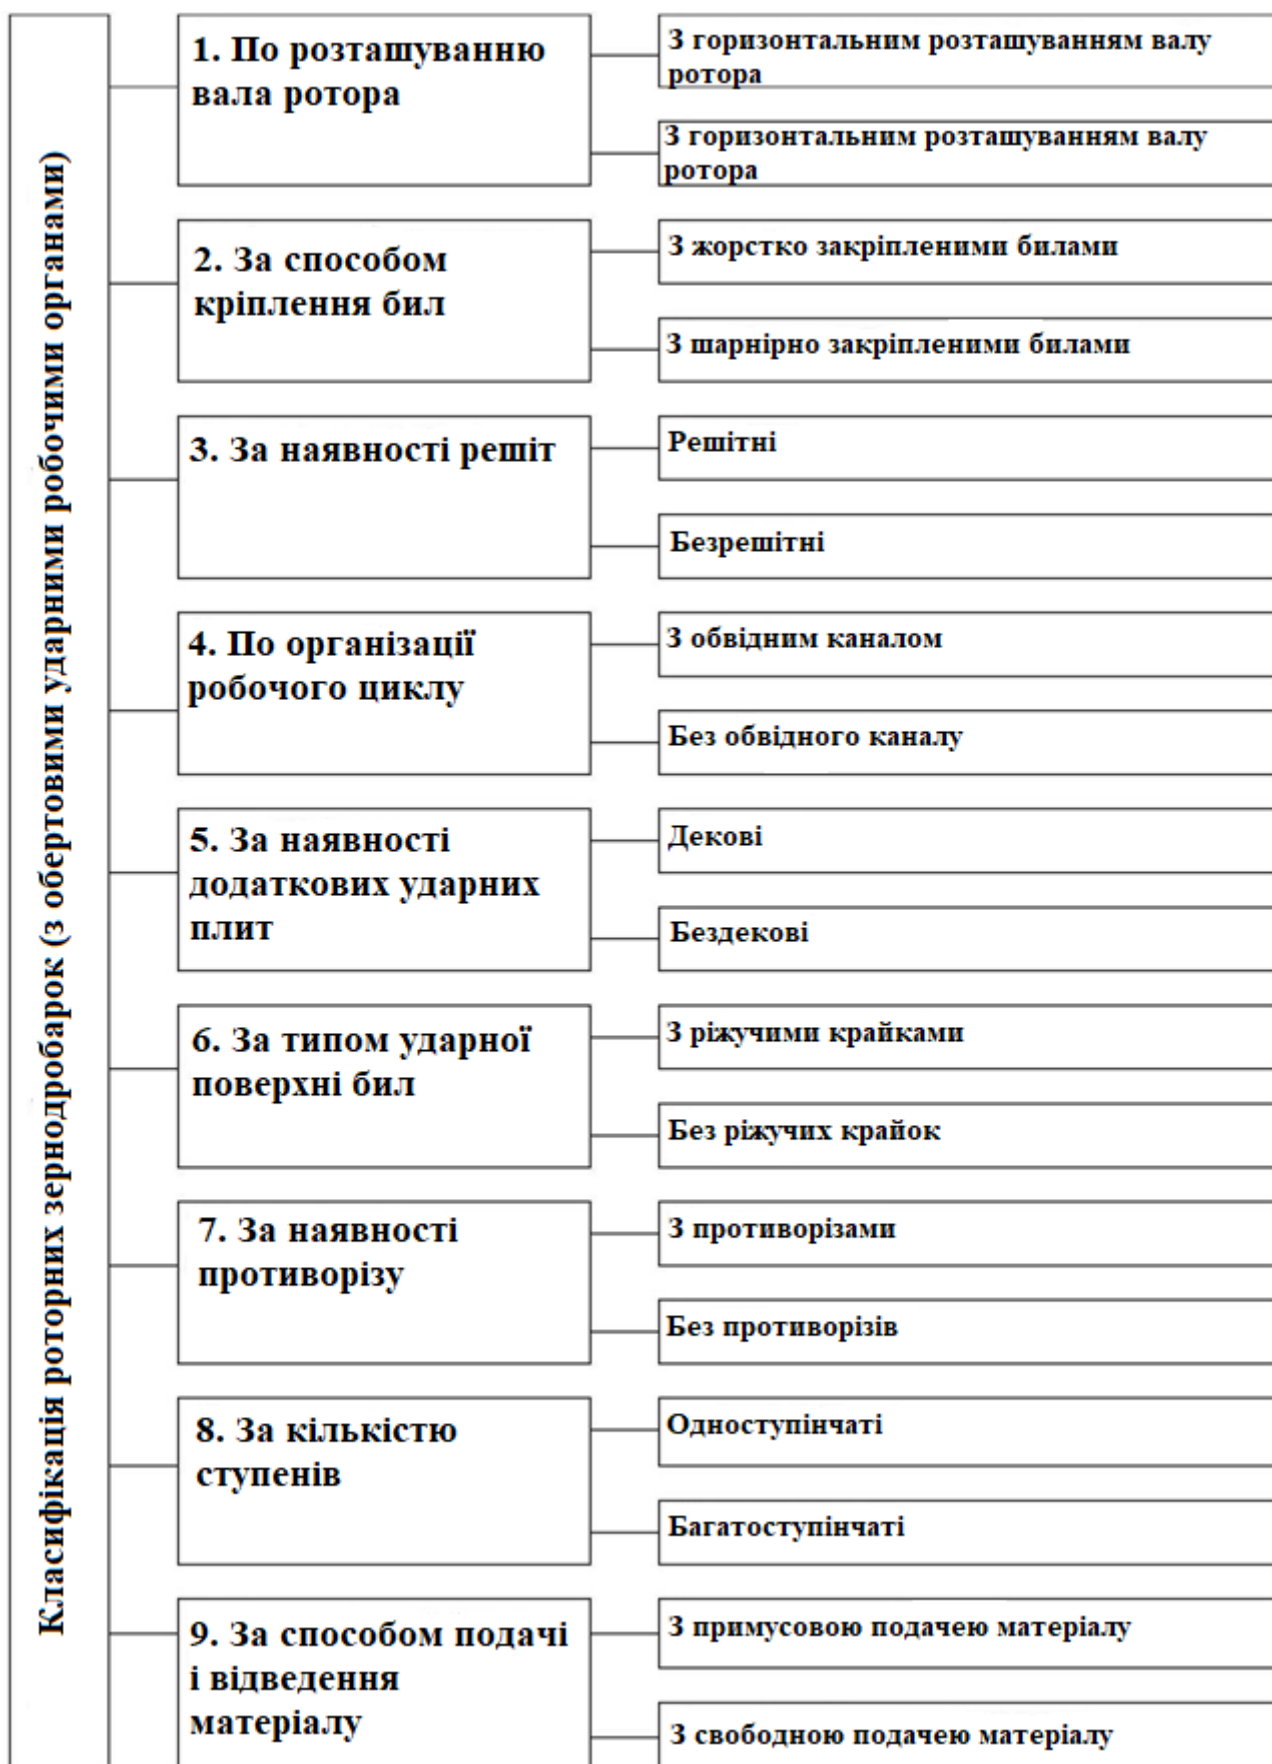 Класифікація роторних зернодробарок (з обертовими ударними робочими органами)
1. По розташуванню
вала ротора
З горизонтальним розташуванням валу
ротора
З горизонтальним розташуванням валу
ротора
2. За способом
кріплення бил
З жорстко закріпленими билами
З шарнірно закріпленими билами
3. За наявності решіт
Решітні
Безрешітні
4. По організації
робочого циклу
З обвідним каналом
Без обвідного каналу
5. За наявності
додаткових ударних
плит
Декові
Бездекові
6. За типом ударної
поверхні бил
З ріжучими крайками
Без ріжучих крайок
7. За наявності
противорізу
З противорізами
Без противорізів
8. За кількістю
ступенів
Одноступінчаті
Багатоступінчаті
9. За способом подачі
і відведення
матеріалу
З примусовою подачею матеріалу
З свободною подачею матеріалу